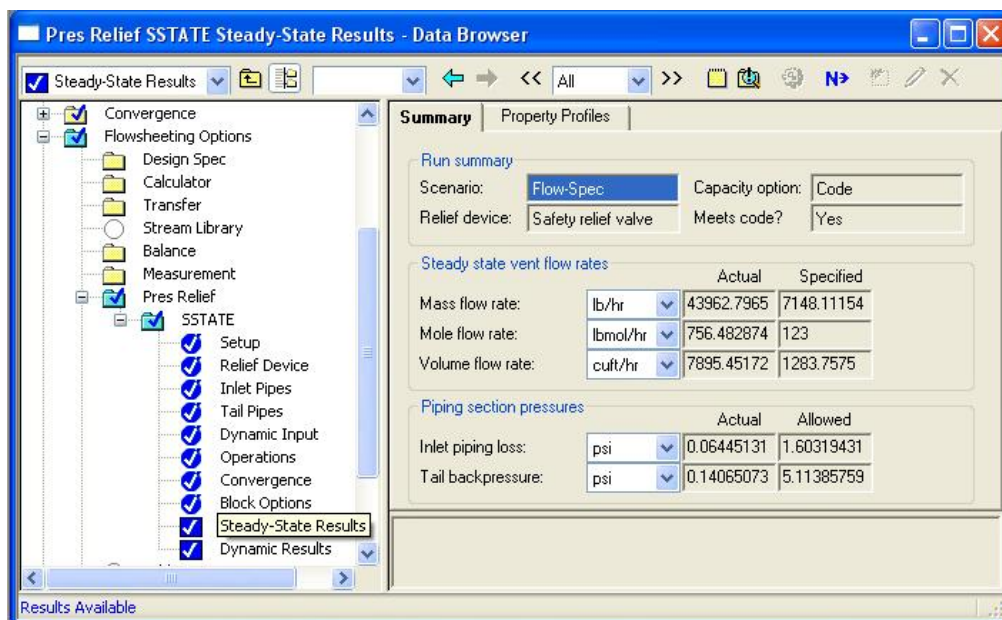 Pres Relief SSTATE Steady-State Results - Data Browser
Steady-State Results << All >> N→
Convergence
Flowsheeting Options
Design Spec
Calculator
Transfer
Stream Library
Balance
Measurement
Pres Relief
SSTATE
Setup
Relief Device
Inlet Pipes
Tail Pipes
Dynamic Input
Operations
Convergence
Block Options
Steady-State Results
Dynamic Results
Summary Property Profiles
Run summary
Scenario: Flow-Spec Capacity option: Code
Relief device: Safety relief valve Meets code? Yes
Steady state vent flow rates
Actual Specified
Mass flow rate: lb/hr 43962.7965 7148.11154
Mole flow rate: lbmol/hr 756.482874 123
Volume flow rate: cuft/hr 7895.45172 1283.7575
Piping section pressures
Actual Allowed
Inlet piping loss: psi 0.06445131 1.60319431
Tail backpressure: psi 0.14065073 5.11385759
Results Available